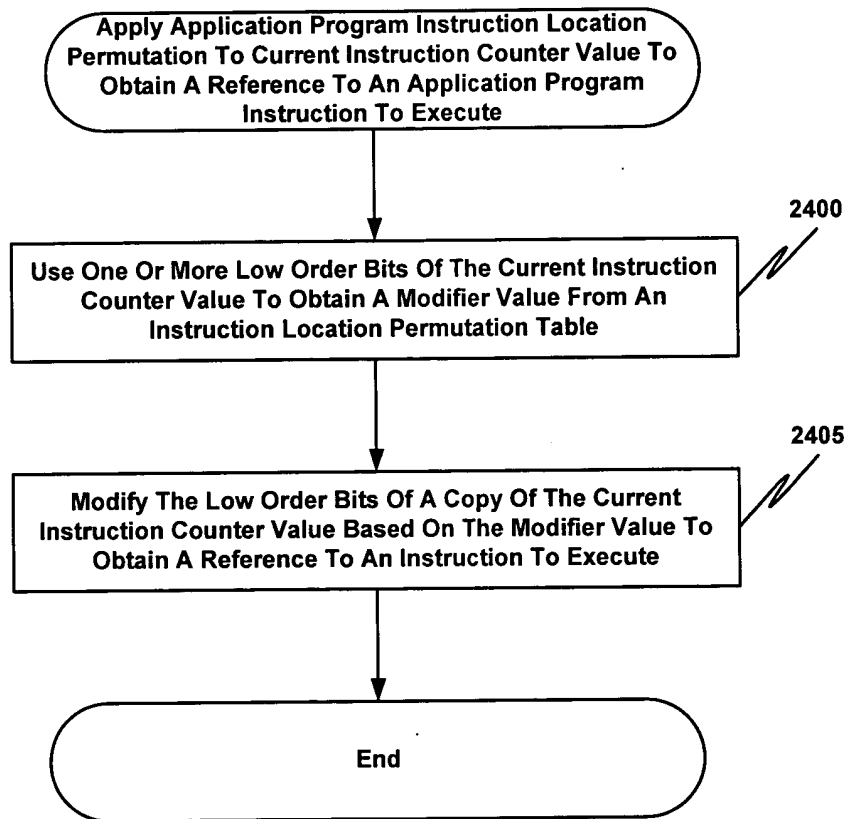 Apply Application Program Instruction Location
Permutation To Current Instruction Counter Value To
Obtain A Reference To An Application Program
Instruction To Execute
2400
Use One Or More Low Order Bits Of The Current Instruction
Counter Value To Obtain A Modifier Value From An
Instruction Location Permutation Table
2405
Modify The Low Order Bits Of A Copy Of The Current
Instruction Counter Value Based On The Modifier Value To
Obtain A Reference To An Instruction To Execute
End